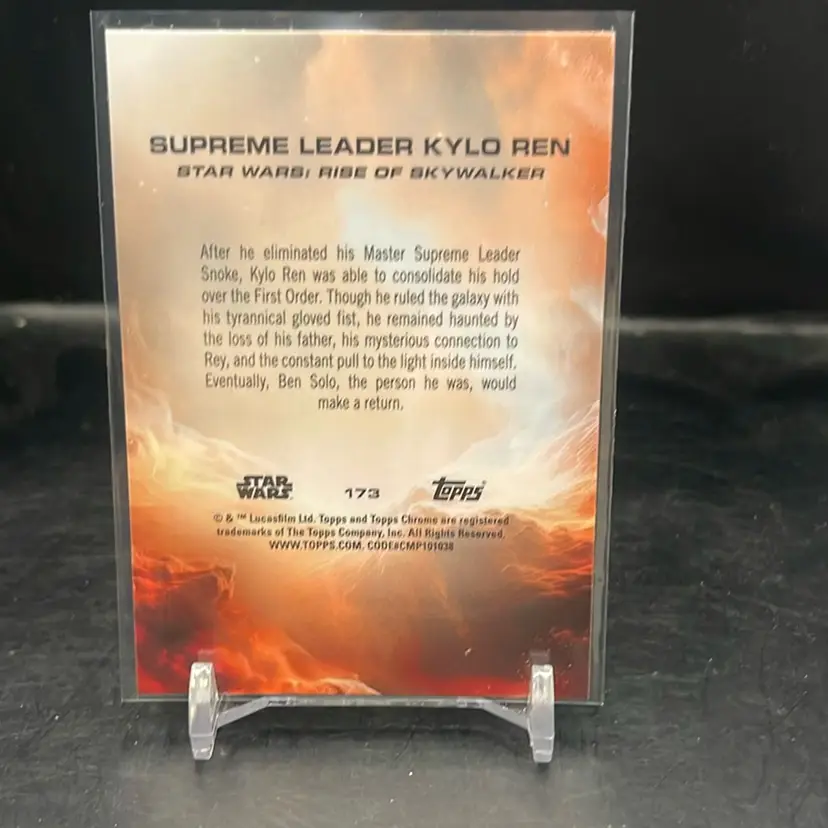 SUPREME LEADER KYLO REN
STAR WARS: RISE OF SKYWALKER
After he eliminated his Master Supreme Leader
Snoke, Kylo Ren was able to consolidate his hold
over the First Order. Though he ruled the galaxy with
his tyrannical gloved fist, he remained haunted by
the loss of his father, his mysterious connection to
Rey, and the constant pull to the light inside himself.
Eventually, Ben Solo, the person he was, would
make a return.
STAR WARS 173 Topps
© & ™ Lucasfilm Ltd. Topps and Topps Chrome are registered
trademarks of The Topps Company, Inc. All Rights Reserved.
WWW.TOPPS.COM. CODE#CMP101038